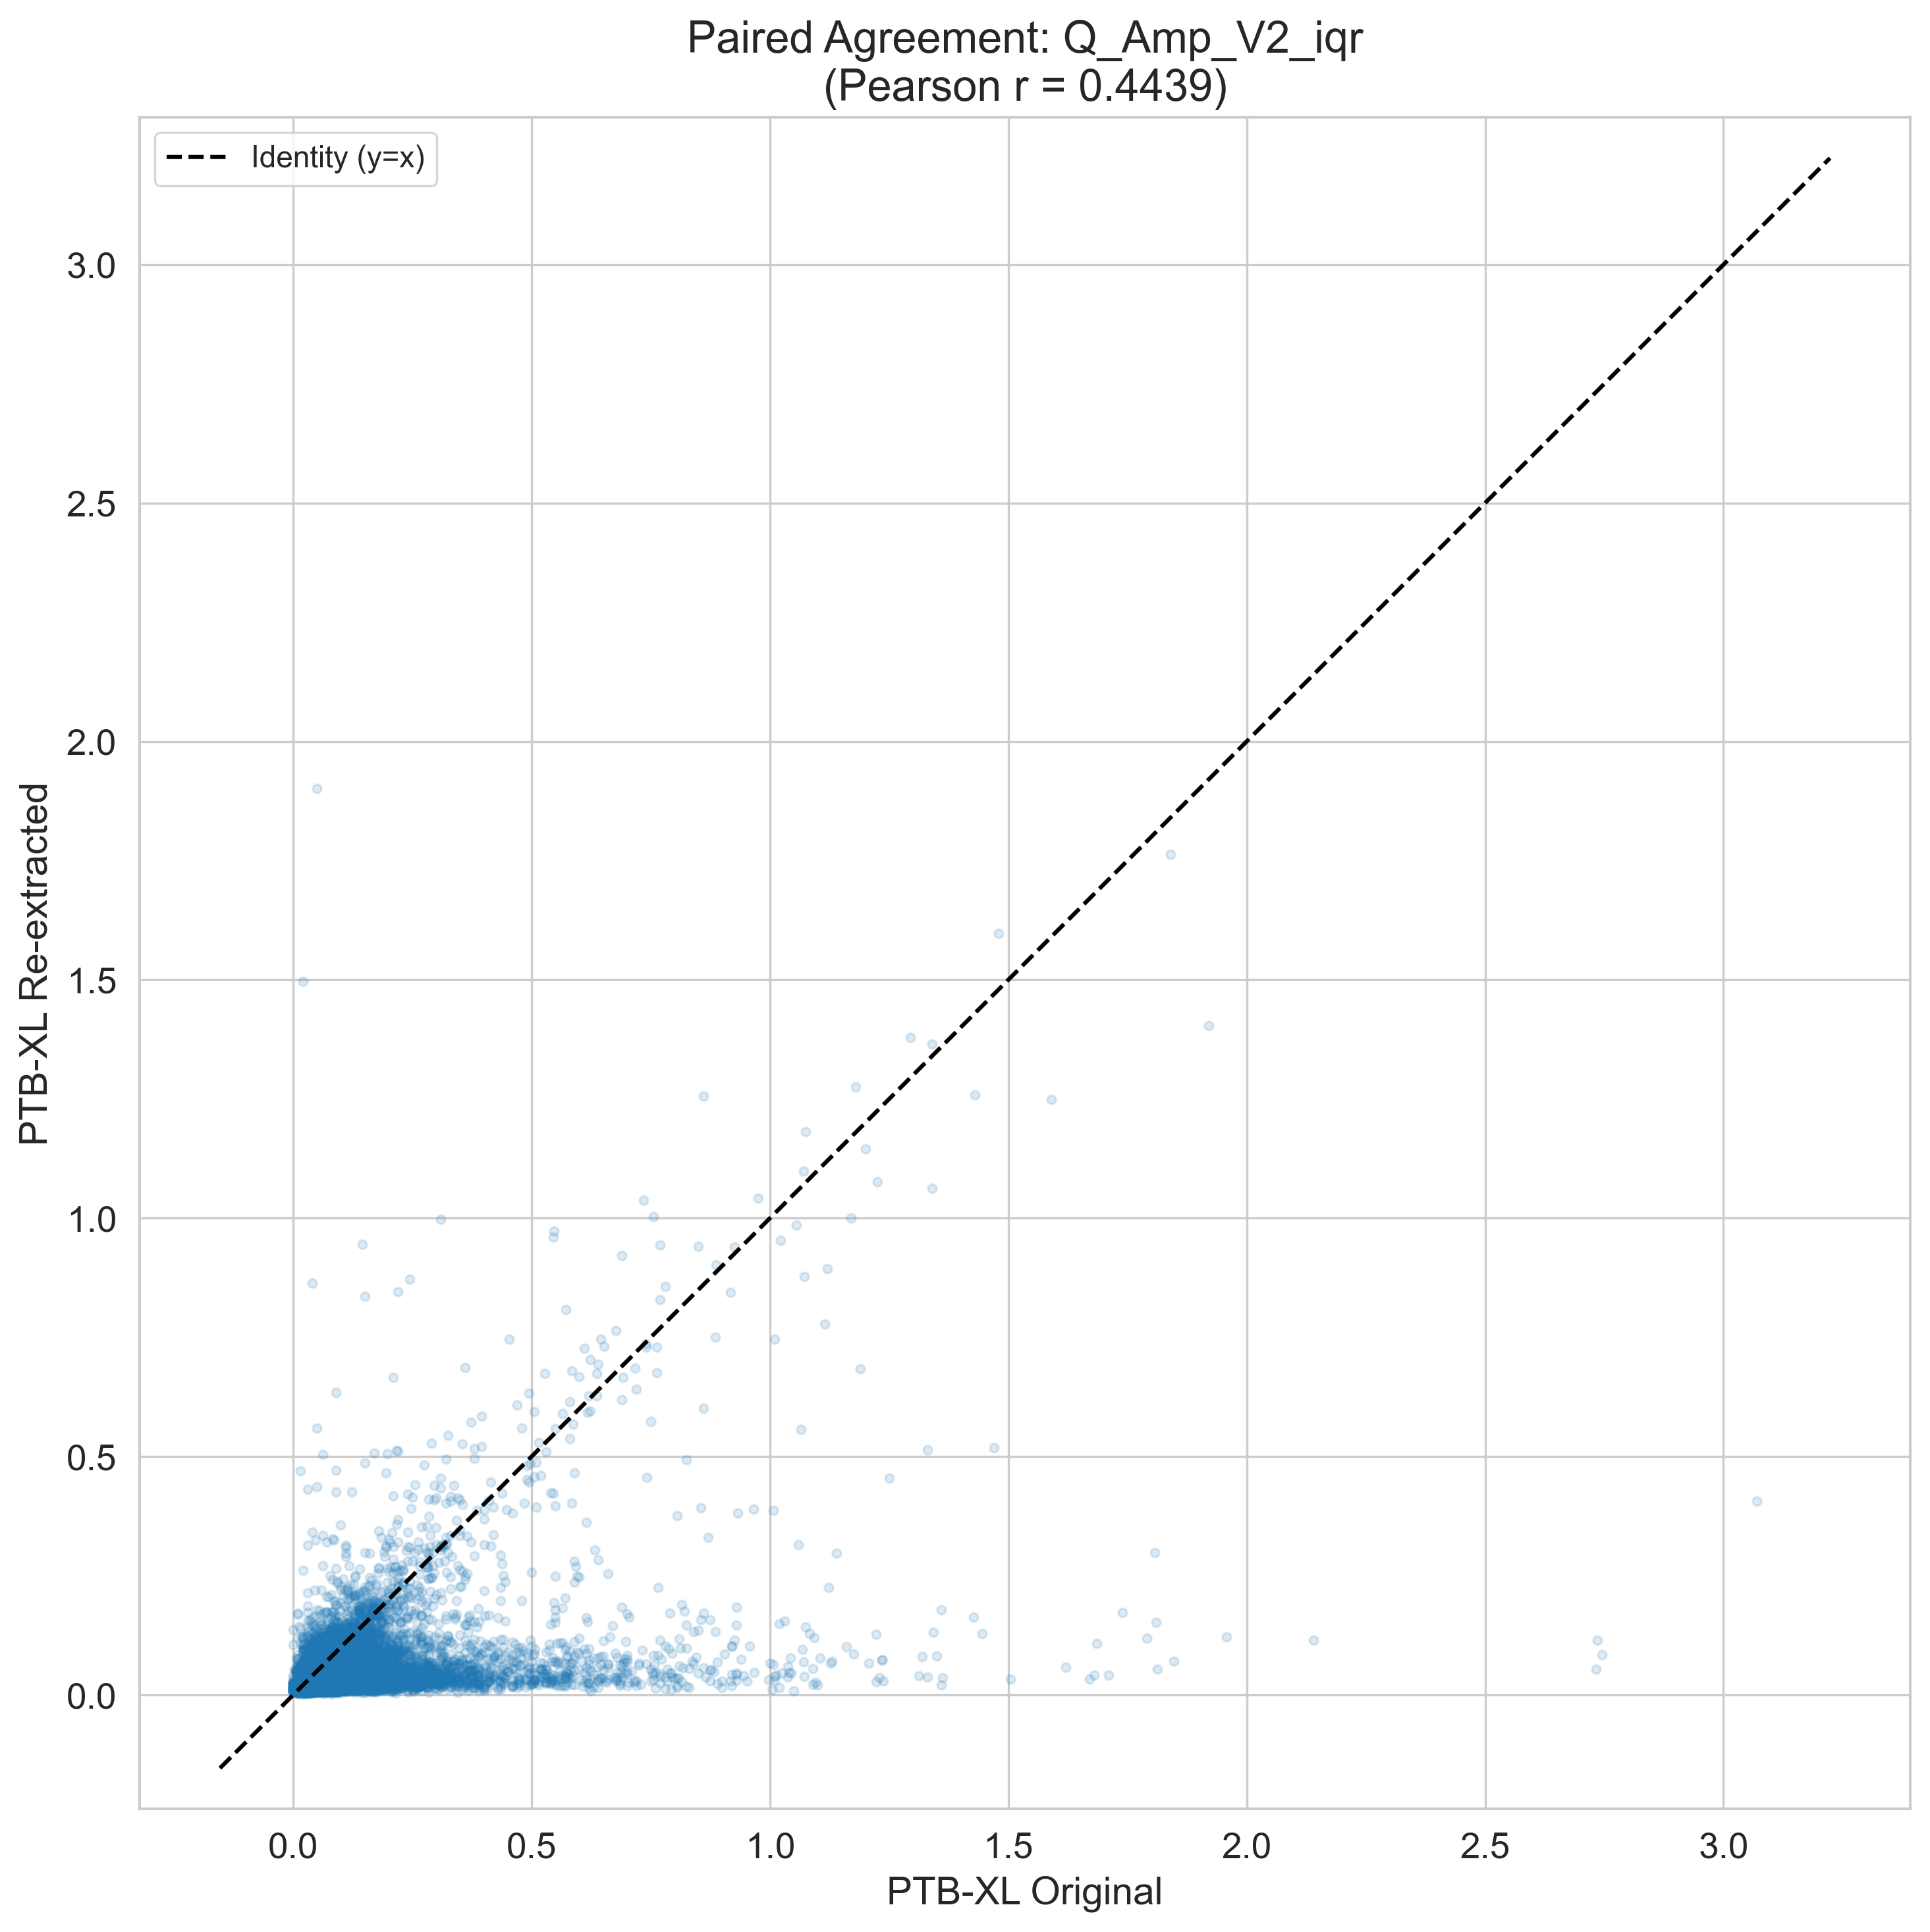 Paired Agreement: Q_Amp_V2_iqr
(Pearson r = 0.4439)
Identity (y=x)
3.0
2.5
2.0
1.5
1.0
0.5
0.0
PTB-XL Re-extracted
0.0 0.5 1.0 1.5 2.0 2.5 3.0
PTB-XL Original